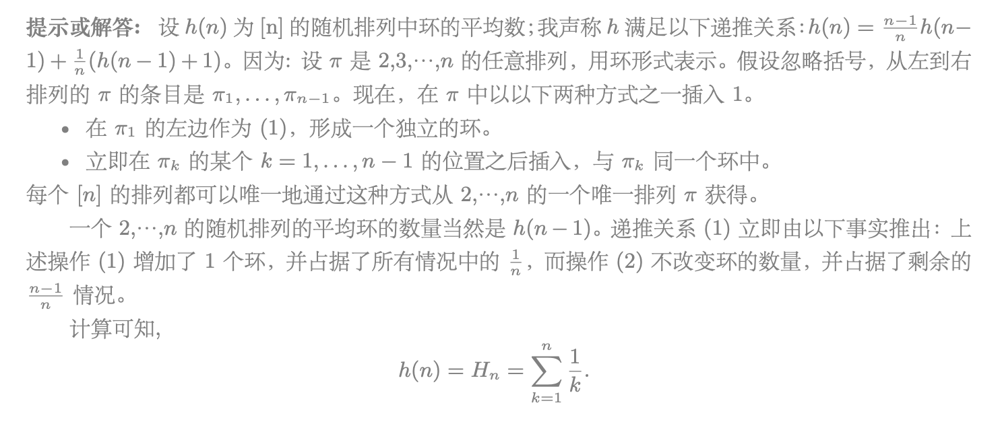 提示或解答： 设 h(n) 为 [n] 的随机排列中环的平均数；我声称 h 满足以下递推关系：h(n) = \frac{n-1}{n}h(n-
1) + \frac{1}{n}(h(n-1)+1)。因为：设 π 是 2,3,⋯,n 的任意排列，用环形式表示。假设忽略括号，从左到右
排列的 π 的条目是 π_1, . . . , π_{n-1}。现在，在 π 中以以下两种方式之一插入 1。
• 在 π_1 的左边作为 (1)，形成一个独立的环。
• 立即在 π_k 的某个 k = 1, . . . , n − 1 的位置之后插入，与 π_k 同一个环中。
每个 [n] 的排列都可以唯一地通过这种方式从 2,⋯,n 的一个唯一排列 π 获得。
一个 2,⋯,n 的随机排列的平均环的数量当然是 h(n − 1)。递推关系 (1) 立即由以下事实推出：上
述操作 (1) 增加了 1 个环，并占据了所有情况中的 \frac{1}{n}，而操作 (2) 不改变环的数量，并占据了剩余的
\frac{n-1}{n} 情况。
计算可知,
h(n) = H_n = \sum_{k=1}^{n} \frac{1}{k}.